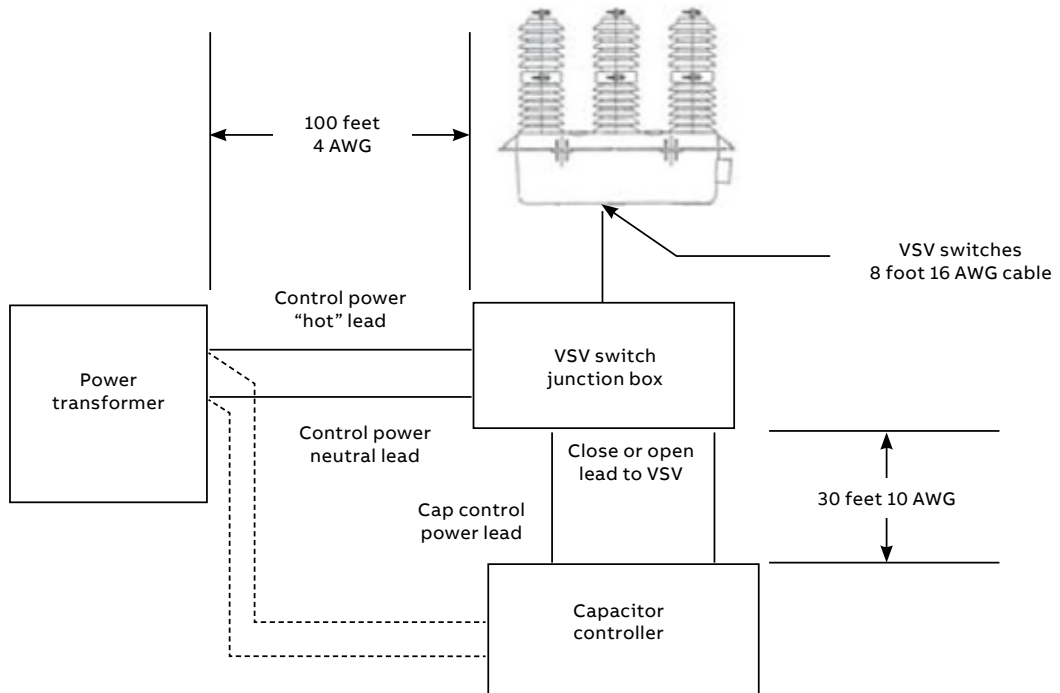 100 feet
4 AWG
VSV switches
8 foot 16 AWG cable
Control power
“hot” lead
Power
transformer
VSV switch
junction box
Control power
neutral lead
Close or open
lead to VSV
Cap control
power lead
30 feet 10 AWG
Capacitor
controller